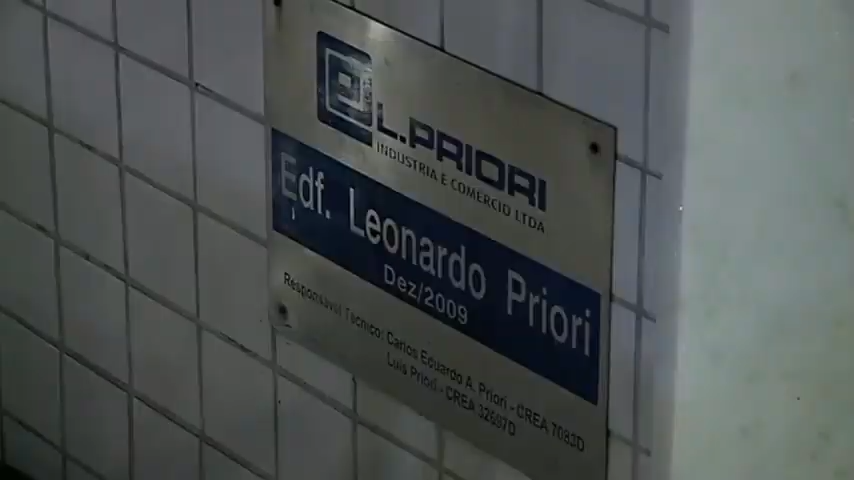 L.PRIORI
INDUSTRIA E COMERCIO LTDA
Edf. Leonardo Priori
Dez/2009
Responsável Técnico: Carlos Eduardo A. Priori - CREA 7083D
Luis Priori - CREA 32697D